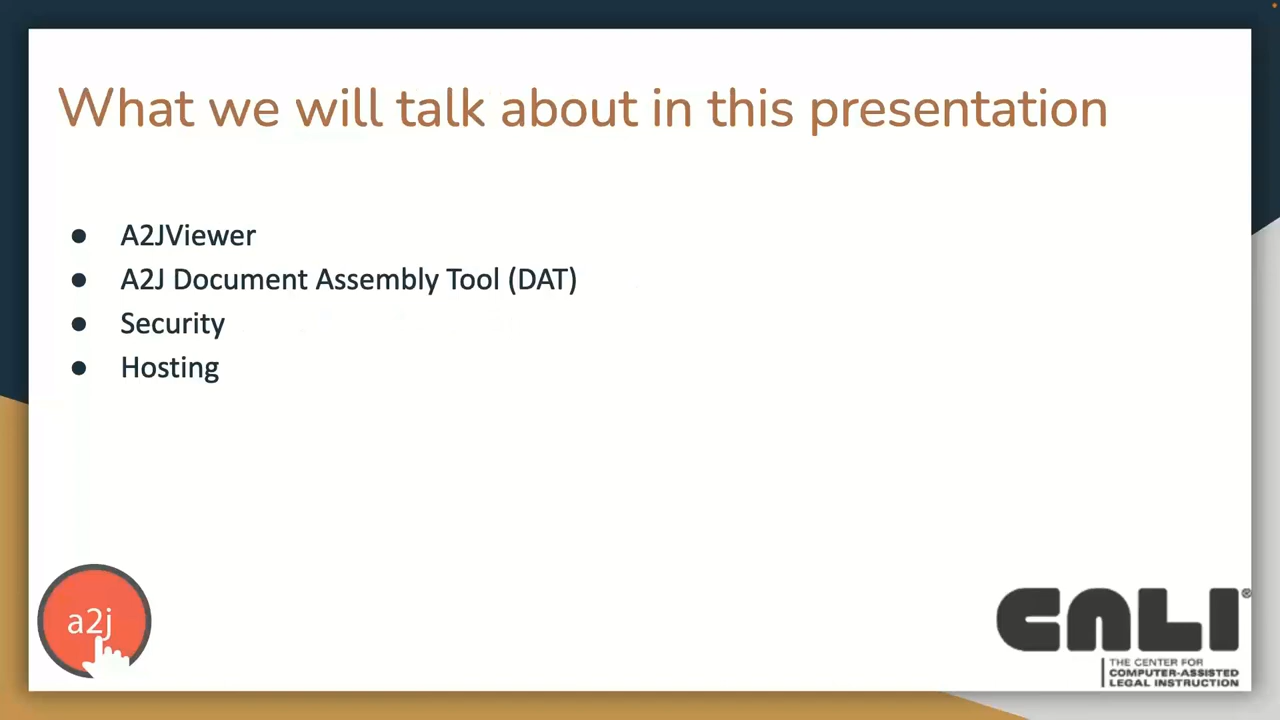 What we will talk about in this presentation
● A2JViewer
● A2J Document Assembly Tool (DAT)
● Security
● Hosting
a2j
CALI®
THE CENTER FOR
COMPUTER-ASSISTED
LEGAL INSTRUCTION